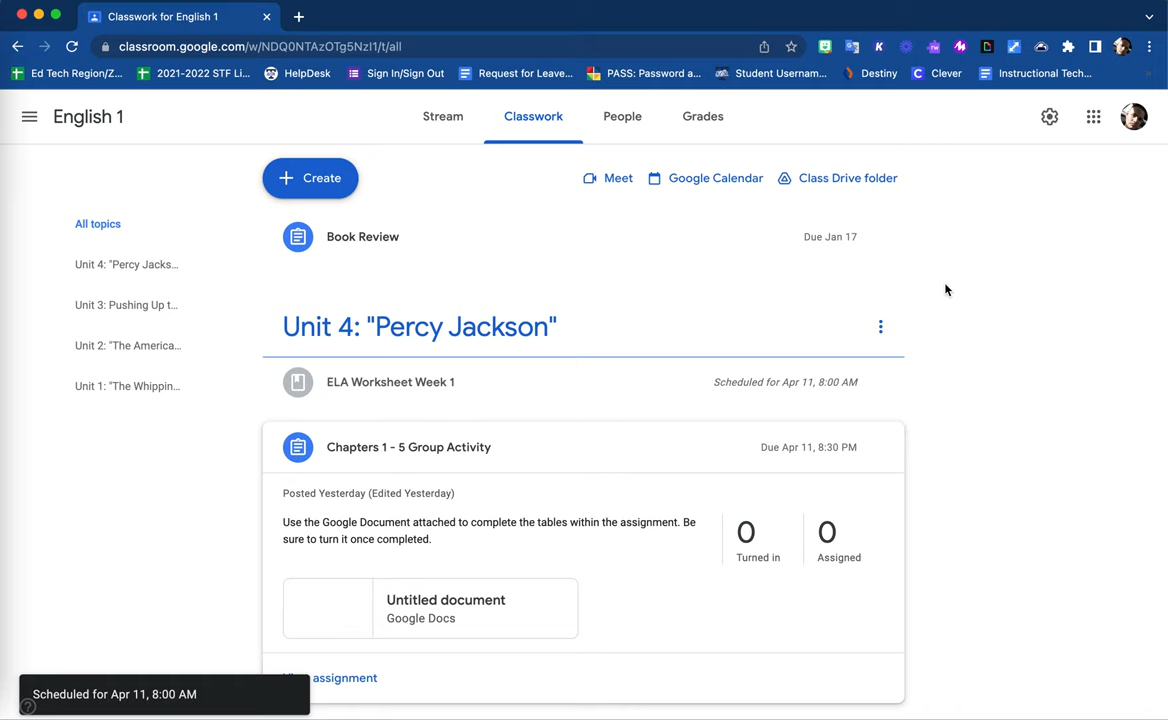 Classwork for English 1
classroom.google.com/w/NDQ0NTAzOTg5NzI1/t/all
Ed Tech Region/Z...
2021-2022 STF Li...
HelpDesk
Sign In/Sign Out
Request for Leave...
PASS: Password a...
Student Usernam...
Destiny
Clever
Instructional Tech...
English 1
Stream
Classwork
People
Grades
Create
Meet
Google Calendar
Class Drive folder
All topics
Unit 4: "Percy Jacks...
Unit 3: Pushing Up t...
Unit 2: "The America...
Unit 1: "The Whippin...
Book Review
Due Jan 17
Unit 4: "Percy Jackson"
ELA Worksheet Week 1
Scheduled for Apr 11, 8:00 AM
Chapters 1 - 5 Group Activity
Due Apr 11, 8:30 PM
Posted Yesterday (Edited Yesterday)
Use the Google Document attached to complete the tables within the assignment. Be
sure to turn it once completed.
0
Turned in
0
Assigned
Untitled document
Google Docs
assignment
Scheduled for Apr 11, 8:00 AM